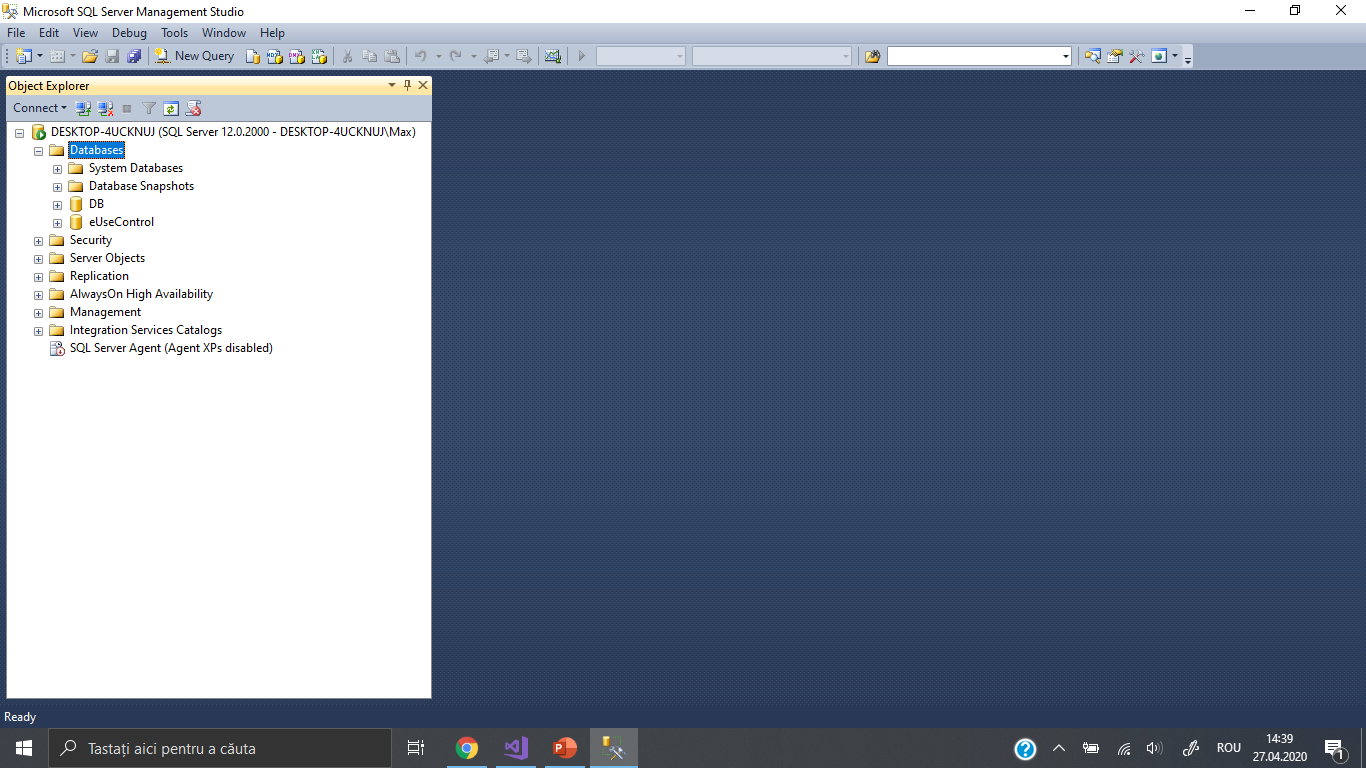 Microsoft SQL Server Management Studio
File Edit View Debug Tools Window Help
New Query
Object Explorer
Connect
DESKTOP-4UCKNUJ (SQL Server 12.0.2000 - DESKTOP-4UCKNUJ\Max)
Databases
System Databases
Database Snapshots
DB
eUseControl
Security
Server Objects
Replication
AlwaysOn High Availability
Management
Integration Services Catalogs
SQL Server Agent (Agent XPs disabled)
Ready
Tastați aici pentru a căuta
ROU
14:39
27.04.2020
1